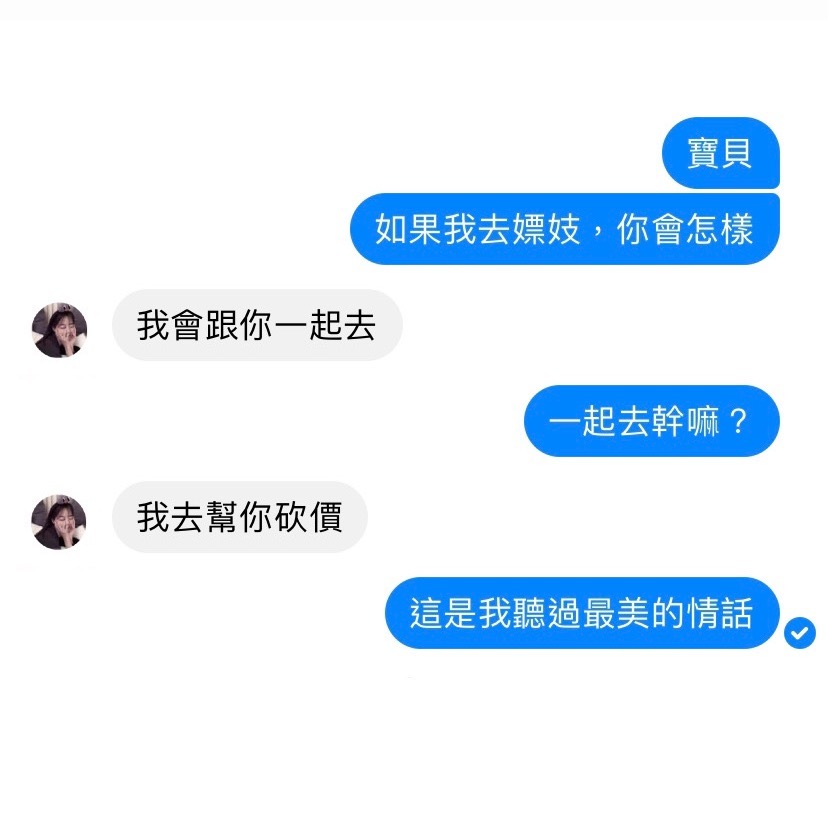 寶貝
如果我去嫖妓，你會怎樣
我會跟你一起去
一起去幹嘛？
我去幫你砍價
這是我聽過最美的情話